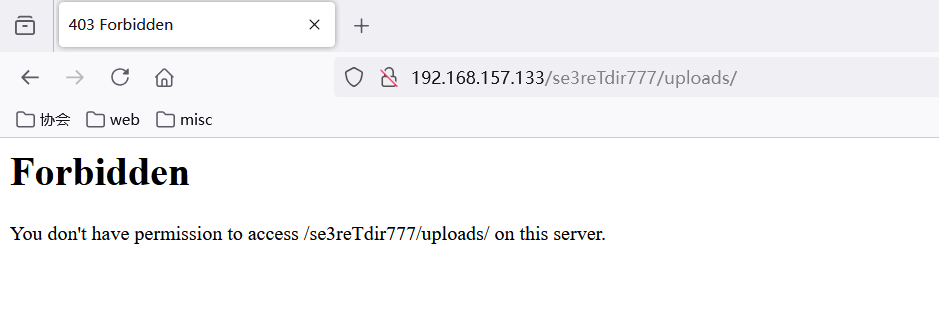 403 Forbidden
192.168.157.133/se3reTdir777/uploads/
协会 web misc
Forbidden
You don't have permission to access /se3reTdir777/uploads/ on this server.